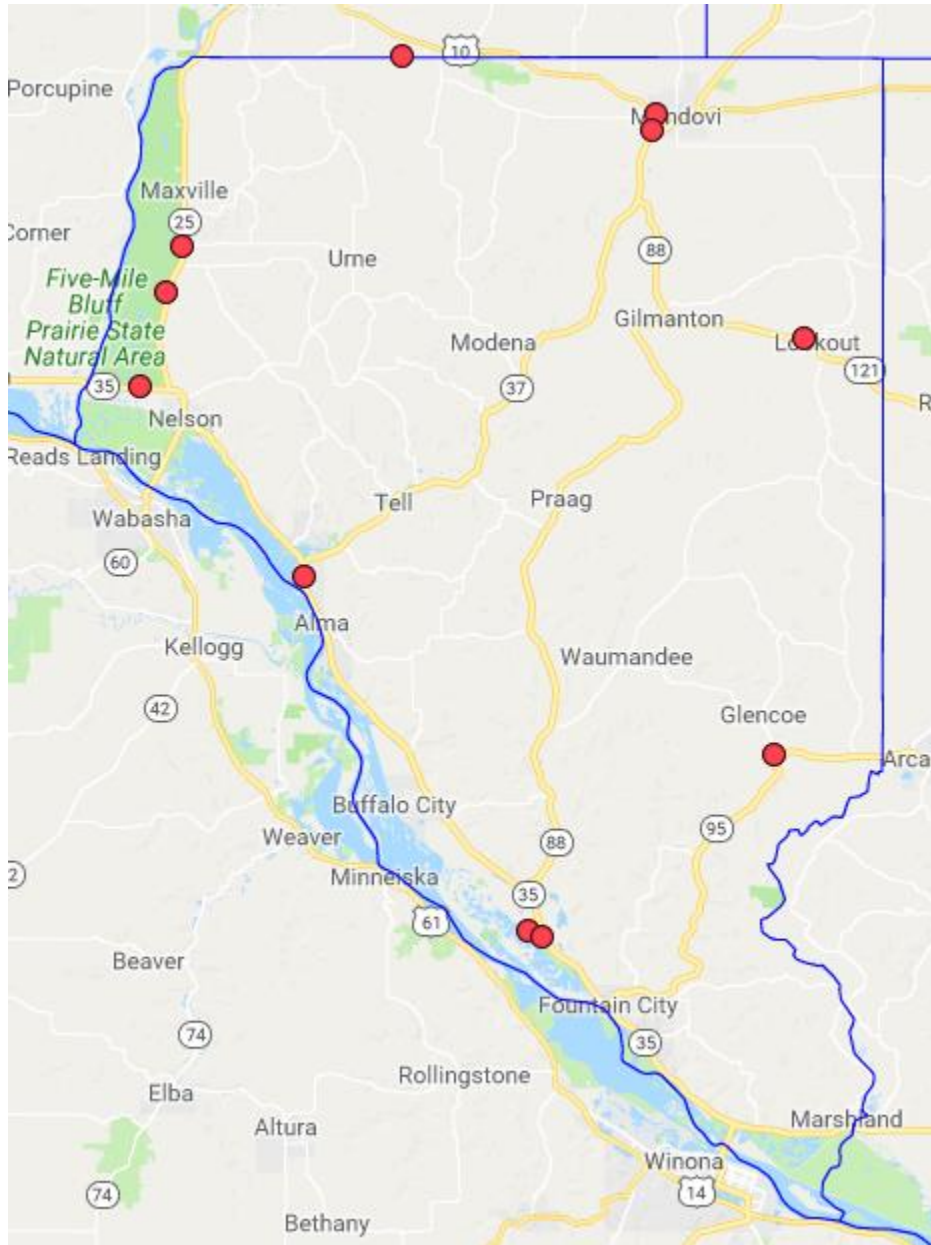 10
Porcupine
Mondovi
Maxville
25
Corner
Urne
88
Five-Mile
Bluff
Prairie State
Natural Area
Gilmanton
Modena
Lookout
121
35
37
R
Nelson
Reads Landing
Tell
Praag
Wabasha
60
Alma
Kellogg
Waumandee
42
Glencoe
Arca
Buffalo City
95
Weaver
88
Minneiska
2
35
61
Beaver
Fountain City
74
35
Rollingstone
Elba
Altura
Marshland
Winona
14
74
Bethany